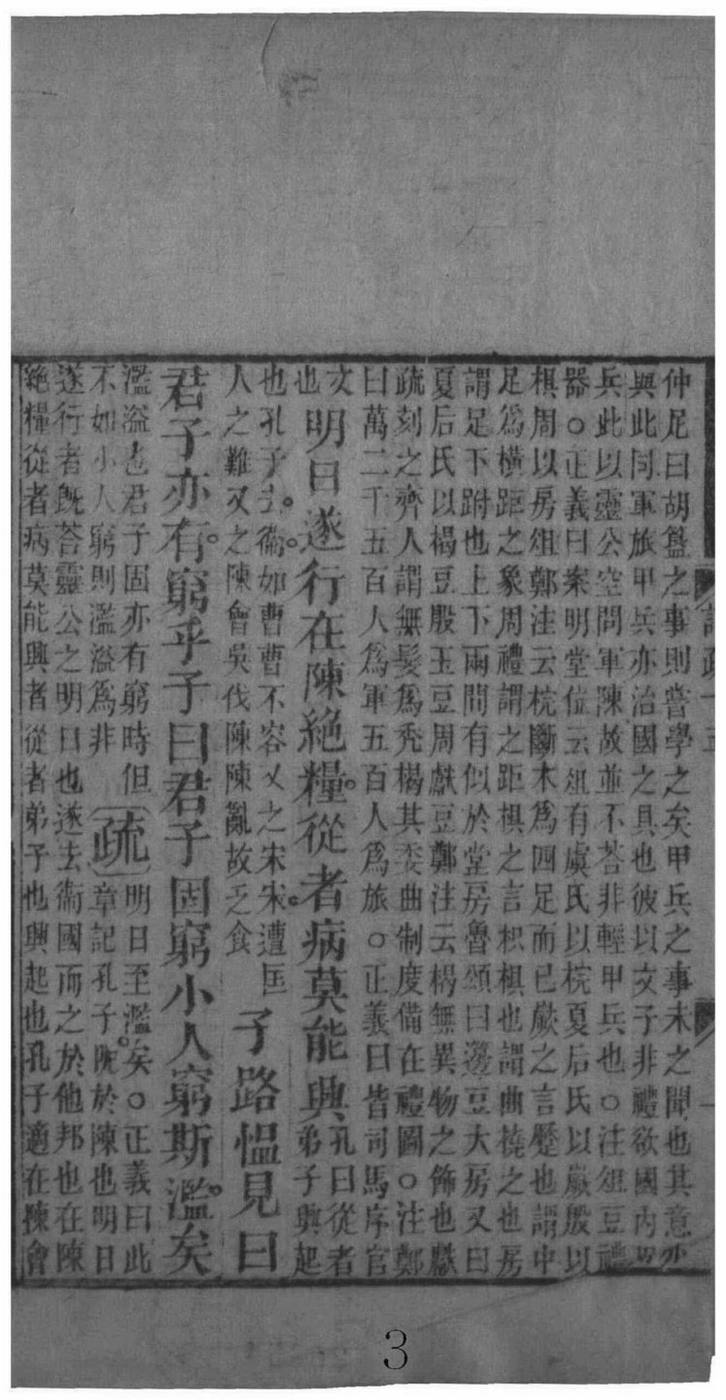 仲尼曰胡簋之事則嘗學之矣甲兵之事未之聞也其意亦
與此同軍旅甲兵亦治國之具也彼以文子非禮欲國內
兵此以靈公空問軍陳故並不荅非輕甲兵也○注俎豆禮
器○正義曰案明堂位云俎有虞氏以梡夏后氏以嶡殷以
椇周以房俎鄭注云梡斷木爲四足而已嶡之言蹷也謂中
足爲橫距之象周禮謂之距椇之言枳椇也謂曲橈之也房
謂足下跗也上下兩間有似於堂房魯頌曰籩豆大房又曰
夏后氏以楬豆殷玉豆周獻豆鄭注云楬無異物之飾也獻
疏刻之齊人謂無髮爲禿楬其委曲制度備在禮圖○注鄭
曰萬二千五百人爲軍五百人爲旅○正義曰皆司馬序官
文
也
明日遂行在陳絕糧從者病莫能興
孔曰從者
弟子興起
也孔子去衞如曹曹不容又之宋宋遭匡
人之難又之陳會吳伐陳陳亂故乏食
子路慍見曰
君子亦有窮乎子曰君子固窮小人窮斯濫矣
濫溢也君子固亦有窮時但
不如小人窮則濫溢爲非
疏
明日至濫矣○正義曰此
章記孔子阨於陳也明日
遂行者旣荅靈公之明日也遂去衞國而之於他邦也在陳
絕糧從者病莫能興者從者弟子也興起也孔子適在陳會
疏十五
3